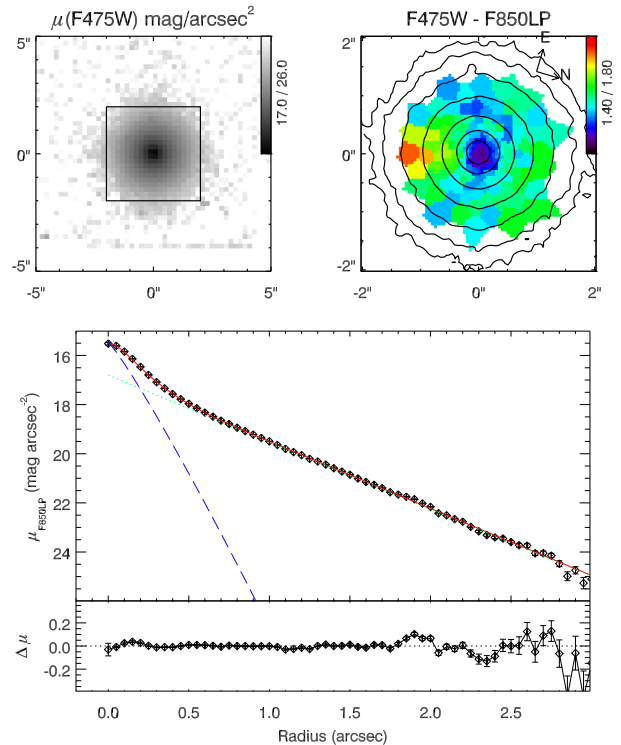 μ(F475W) mag/arcsec²
F475W - F850LP
5"
0"
-5"
-5"
0"
5"
17.0 / 26.0
2"
0"
-2"
-2"
0"
2"
E
N
1.40 / 1.80
16
18
20
22
24
μF850LP (mag arcsec⁻²)
0.2
0.0
-0.2
Δ μ
0.0
0.5
1.0
1.5
2.0
2.5
Radius (arcsec)